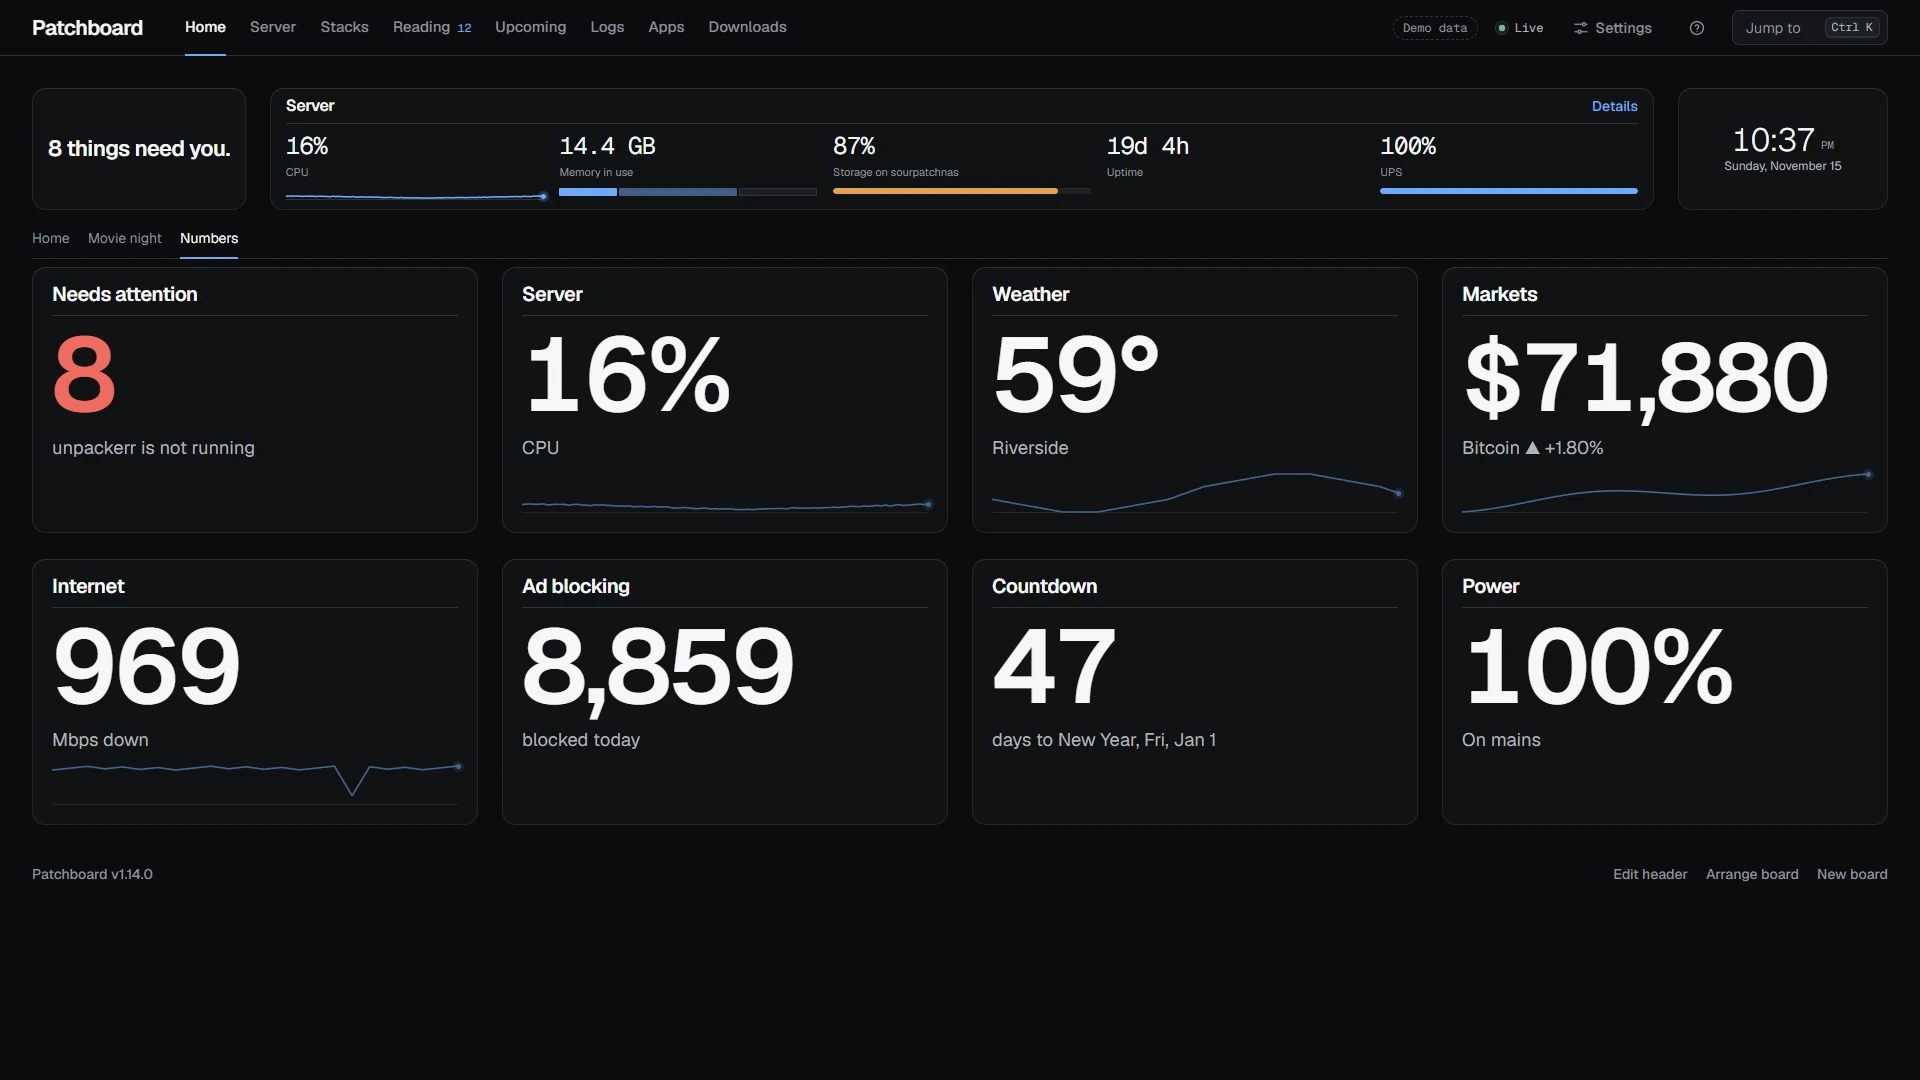 Patchboard
Home
Server
Stacks
Reading 12
Upcoming
Logs
Apps
Downloads
Demo data
Live
Settings
Jump to
Ctrl K
8 things need you.
Server
Details
16%
CPU
14.4 GB
Memory in use
87%
Storage on sourpatchnas
19d 4h
Uptime
100%
UPS
10:37 PM
Sunday, November 15
Home
Movie night
Numbers
Needs attention
8
unpackerr is not running
Server
16%
CPU
Weather
59°
Riverside
Markets
$71,880
Bitcoin ▲ +1.80%
Internet
969
Mbps down
Ad blocking
8,859
blocked today
Countdown
47
days to New Year, Fri, Jan 1
Power
100%
On mains
Patchboard v1.14.0
Edit header
Arrange board
New board